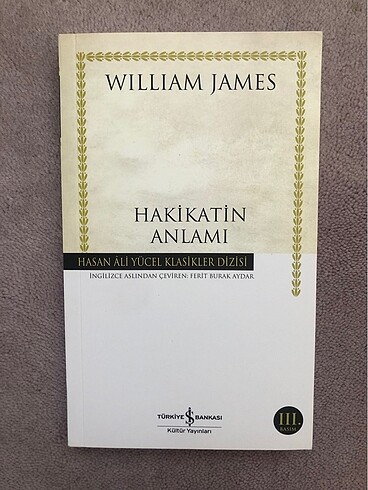 WILLIAM JAMES
HAKİKATİN
ANLAMI
HASAN ÂLİ YÜCEL KLASİKLER DİZİSİ
İNGİLİZCE ASLINDAN ÇEVİREN: FERİT BURAK AYDAR
III.
BASIM
TÜRKİYE İŞ BANKASI
Kültür Yayınları